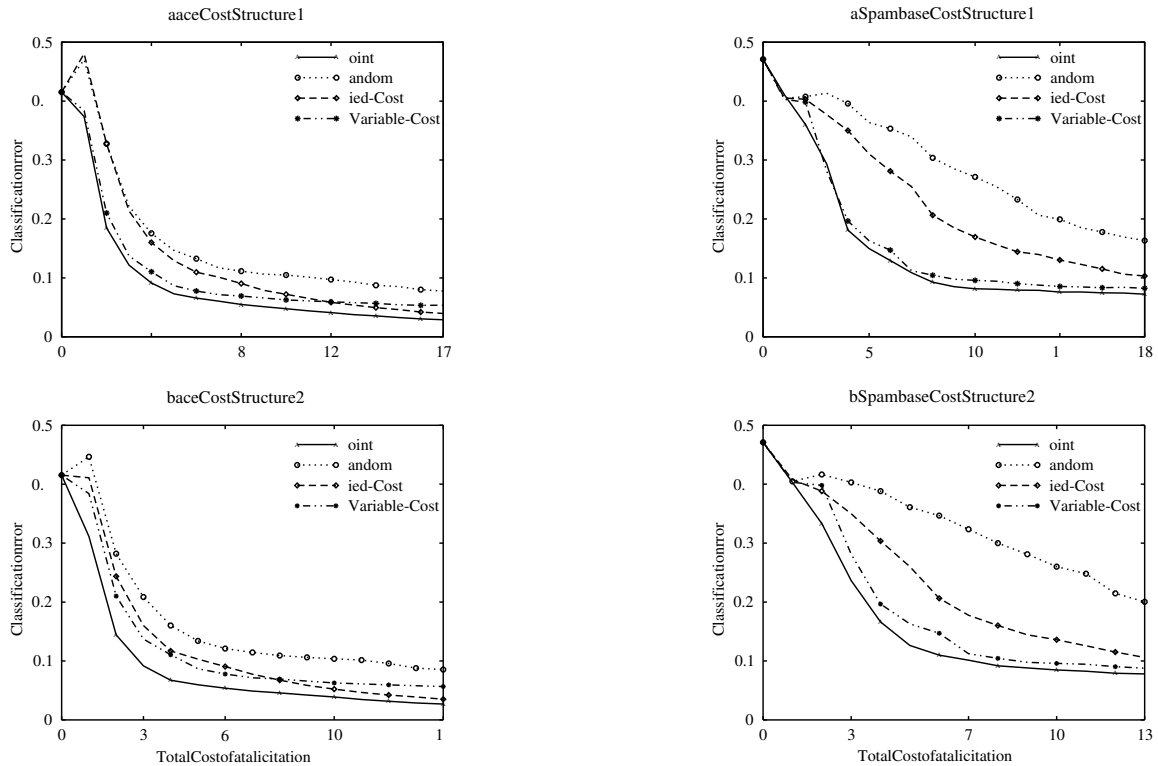 aaceCostStructure1
0.5
0.
0.3
0.2
0.1
0
Classificationrror
oint
andom
ied-Cost
Variable-Cost
0 8 12 17
aSpambaseCostStructure1
0.5
0.
0.3
0.2
0.1
0
Classificationrror
oint
andom
ied-Cost
Variable-Cost
0 5 10 1 18
baceCostStructure2
0.5
0.
0.3
0.2
0.1
0
Classificationrror
oint
andom
ied-Cost
Variable-Cost
0 3 6 10 1
TotalCostofatalicitation
bSpambaseCostStructure2
0.5
0.
0.3
0.2
0.1
0
Classificationrror
oint
andom
ied-Cost
Variable-Cost
0 3 7 10 13
TotalCostofatalicitation